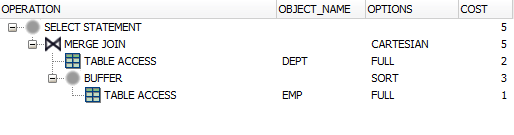 OPERATION OBJECT_NAME OPTIONS COST
SELECT STATEMENT 5
MERGE JOIN CARTESIAN 5
TABLE ACCESS DEPT FULL 2
BUFFER SORT 3
TABLE ACCESS EMP FULL 1